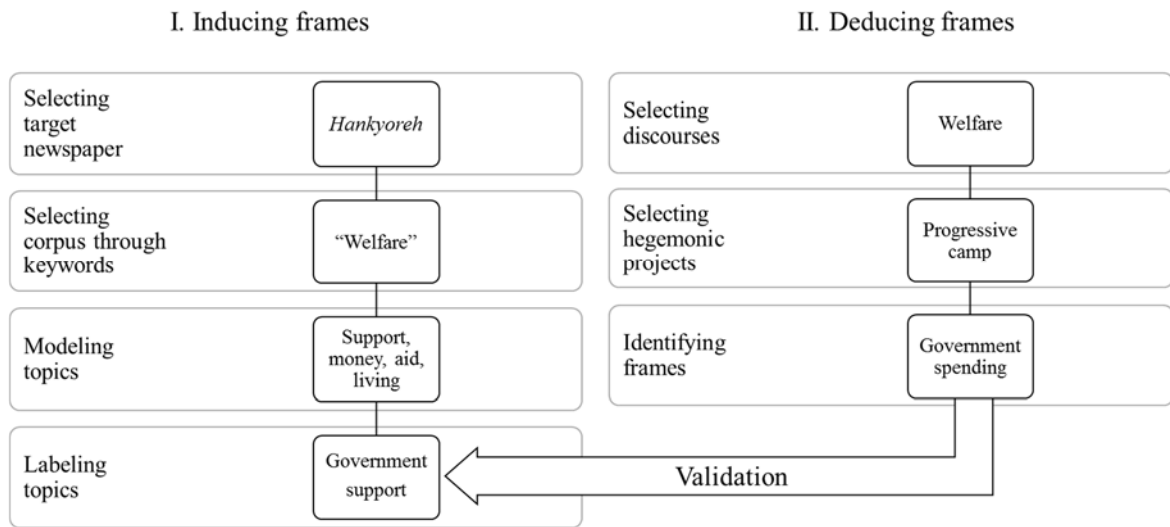 I. Inducing frames
Selecting
target
newspaper
Hankyoreh
Selecting
corpus through
keywords
“Welfare”
Modeling
topics
Support,
money, aid,
living
Labeling
topics
Government
support
II. Deducing frames
Selecting
discourses
Welfare
Selecting
hegemonic
projects
Progressive
camp
Identifying
frames
Government
spending
Validation